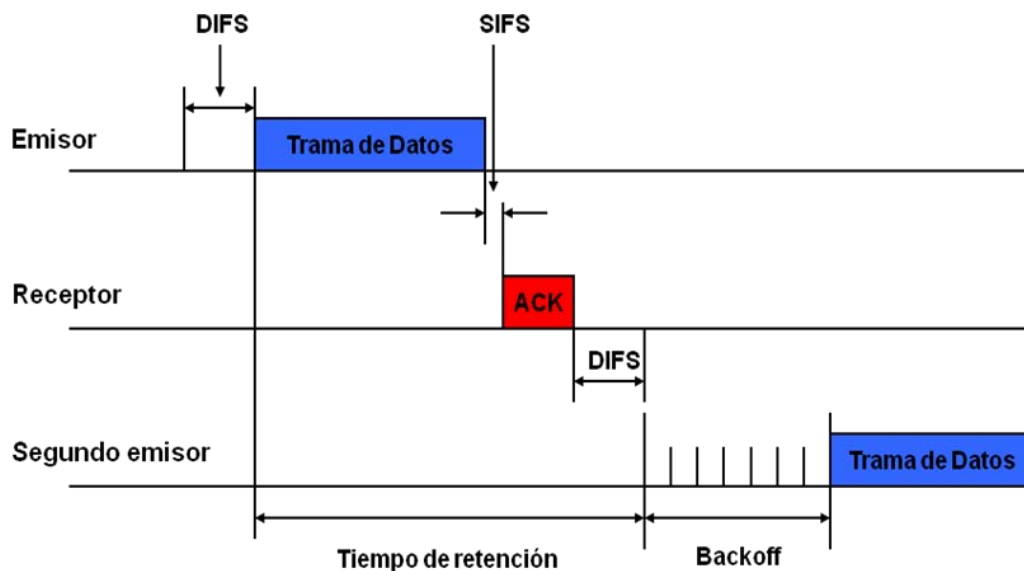 DIFS
SIFS
Emisor
Trama de Datos
Receptor
ACK
DIFS
Segundo emisor
Trama de Datos
Tiempo de retención
Backoff